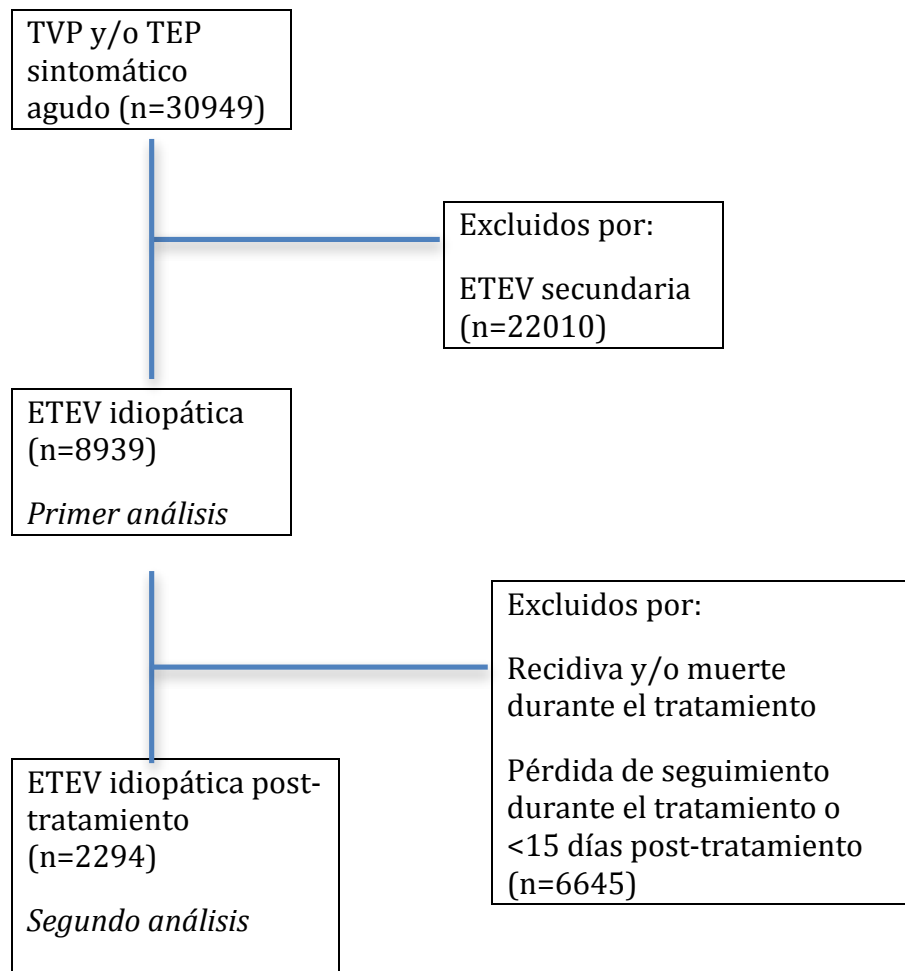 TVP y/o TEP
sintomático
agudo (n=30949)
Excluidos por:
ETEV secundaria
(n=22010)
ETEV idiopática
(n=8939)
Primer análisis
Excluidos por:
Recidiva y/o muerte
durante el tratamiento
Pérdida de seguimiento
durante el tratamiento o
<15 días post-tratamiento
(n=6645)
ETEV idiopática post-
tratamiento
(n=2294)
Segundo análisis